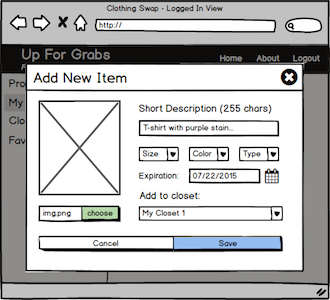 Clothing Swap - Logged In View
http://
Up For Grabs
Home About Logout
Add New Item
Pro
My
Clo
Fav
Short Description (255 chars)
T-shirt with purple stain...
Size Color Type
Expiration: 07/22/2015
Add to closet:
img.png choose
My Closet 1
Cancel Save